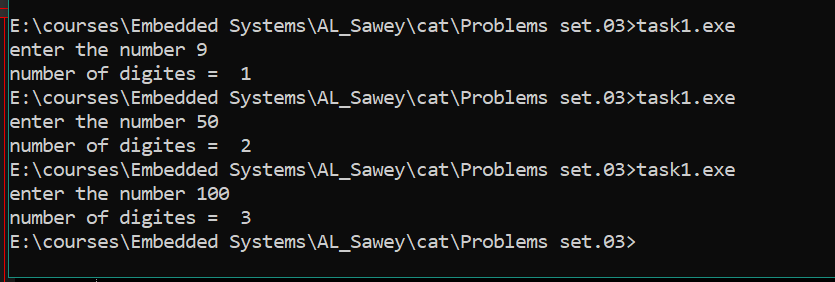 E:\courses\Embedded Systems\AL_Sawey\cat\Problems set.03>task1.exe
enter the number 9
number of digites =  1
E:\courses\Embedded Systems\AL_Sawey\cat\Problems set.03>task1.exe
enter the number 50
number of digites =  2
E:\courses\Embedded Systems\AL_Sawey\cat\Problems set.03>task1.exe
enter the number 100
number of digites =  3
E:\courses\Embedded Systems\AL_Sawey\cat\Problems set.03>